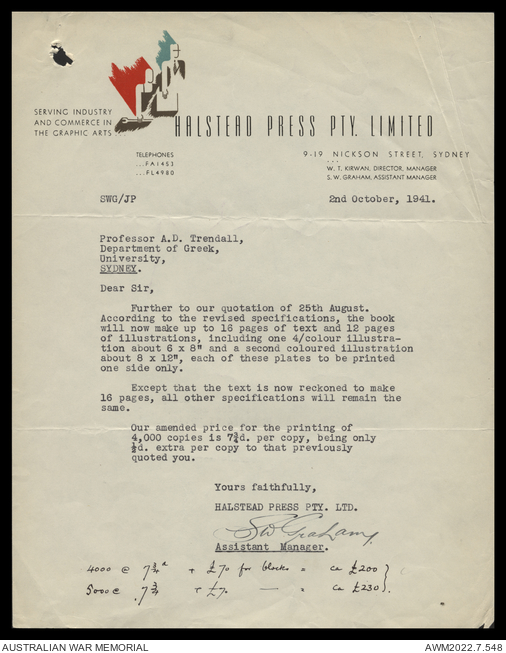 SERVING INDUSTRY
AND COMMERCE IN
THE GRAPHIC ARTS ...
HALSTEAD PRESS PTY. LIMITED
TELEPHONES
... FA1453
... FL4980
9-19 NICKSON STREET, SYDNEY
...
W. T. KIRWAN, DIRECTOR, MANAGER
S. W. GRAHAM, ASSISTANT MANAGER
SWG/JP
2nd October, 1941.
Professor A.D. Trendall,
Department of Greek,
University,
SYDNEY.
Dear Sir,
Further to our quotation of 25th August.
According to the revised specifications, the book
will now make up to 16 pages of text and 12 pages
of illustrations, including one 4/colour illustra-
tion about 6 x 8" and a second coloured illustration
about 8 x 12", each of these plates to be printed
one side only.
Except that the text is now reckoned to make
16 pages, all other specifications will remain the
same.
Our amended price for the printing of
4,000 copies is 7¾d. per copy, being only
½d. extra per copy to that previously
quoted you.
Yours faithfully,
HALSTEAD PRESS PTY. LTD.
SW Graham
Assistant Manager.
4000 @ 7¾d + £70 for blocks = ca £200
5000 @ 7¾ + £70 — = ca £230
AUSTRALIAN WAR MEMORIAL
AWM2022.7.548